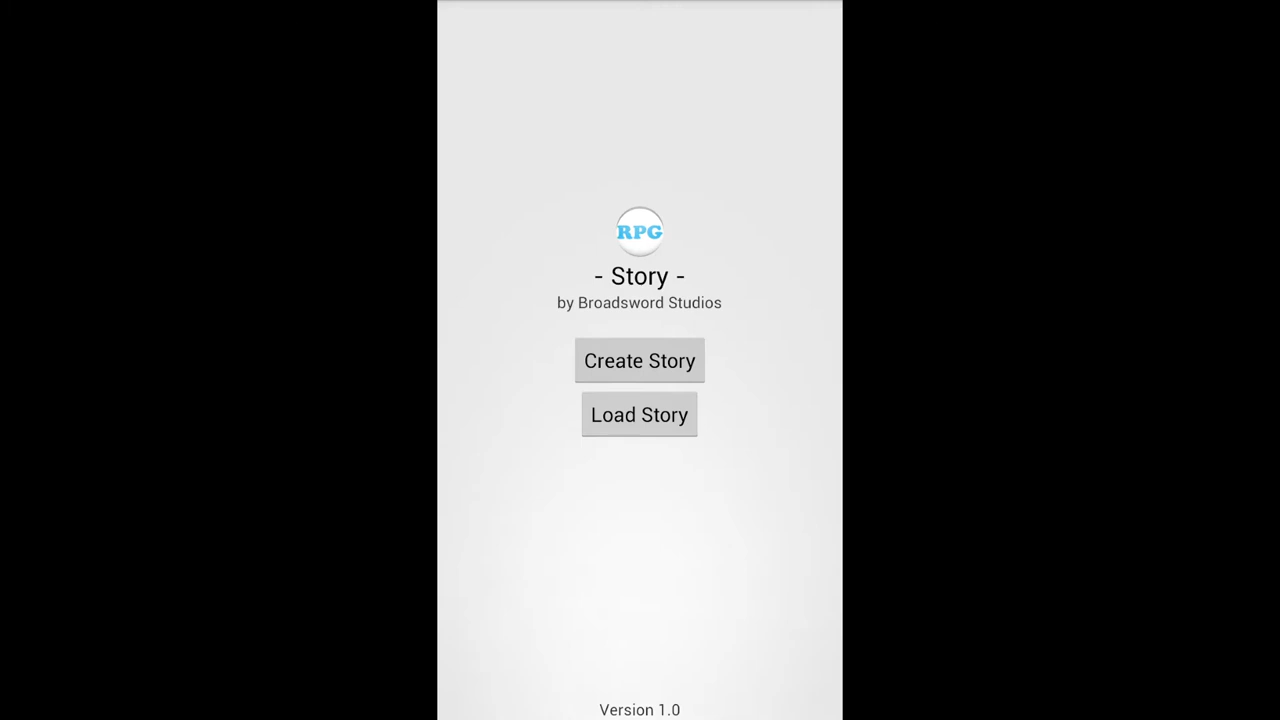 RPG
- Story -
by Broadsword Studios
Create Story
Load Story
Version 1.0